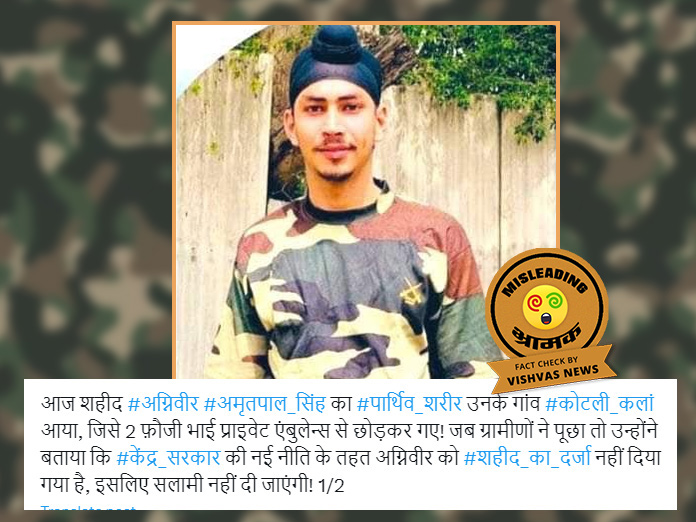 MISLEADING
भ्रामक
FACT CHECK BY
VISHVAS NEWS
आज शहीद #अग्निवीर #अमृतपाल_सिंह का #पार्थिव_शरीर उनके गांव #कोटली_कलां
आया, जिसे 2 फ़ौजी भाई प्राइवेट एंबुलेन्स से छोड़कर गए! जब ग्रामीणों ने पूछा तो उन्होंने
बताया कि #केंद्र_सरकार की नई नीति के तहत अग्निवीर को #शहीद_का_दर्जा नहीं दिया
गया है, इसलिए सलामी नहीं दी जाएंगी! 1/2
Translate post